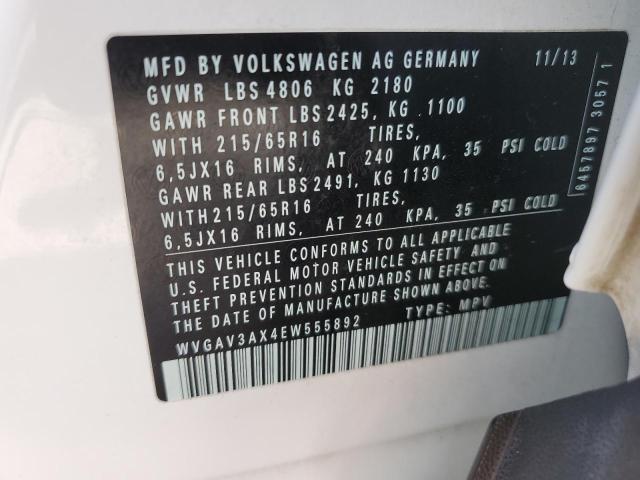 MFD BY VOLKSWAGEN AG GERMANY 11/13
GVWR LBS 4806 KG 2180
GAWR FRONT LBS 2425, KG 1100
WITH 215/65R16 TIRES,
6,5JX16 RIMS, AT 240 KPA, 35 PSI COLD
GAWR REAR LBS 2491, KG 1130
WITH 215/65R16 TIRES,
6,5JX16 RIMS, AT 240 KPA, 35 PSI COLD
THIS VEHICLE CONFORMS TO ALL APPLICABLE
U.S. FEDERAL MOTOR VEHICLE SAFETY AND
THEFT PREVENTION STANDARDS IN EFFECT ON
THE DATE OF MANUFACTURE SHOWN ABOVE.
WVGAV3AX4EW555892 TYPE: MPV
6457897 30571